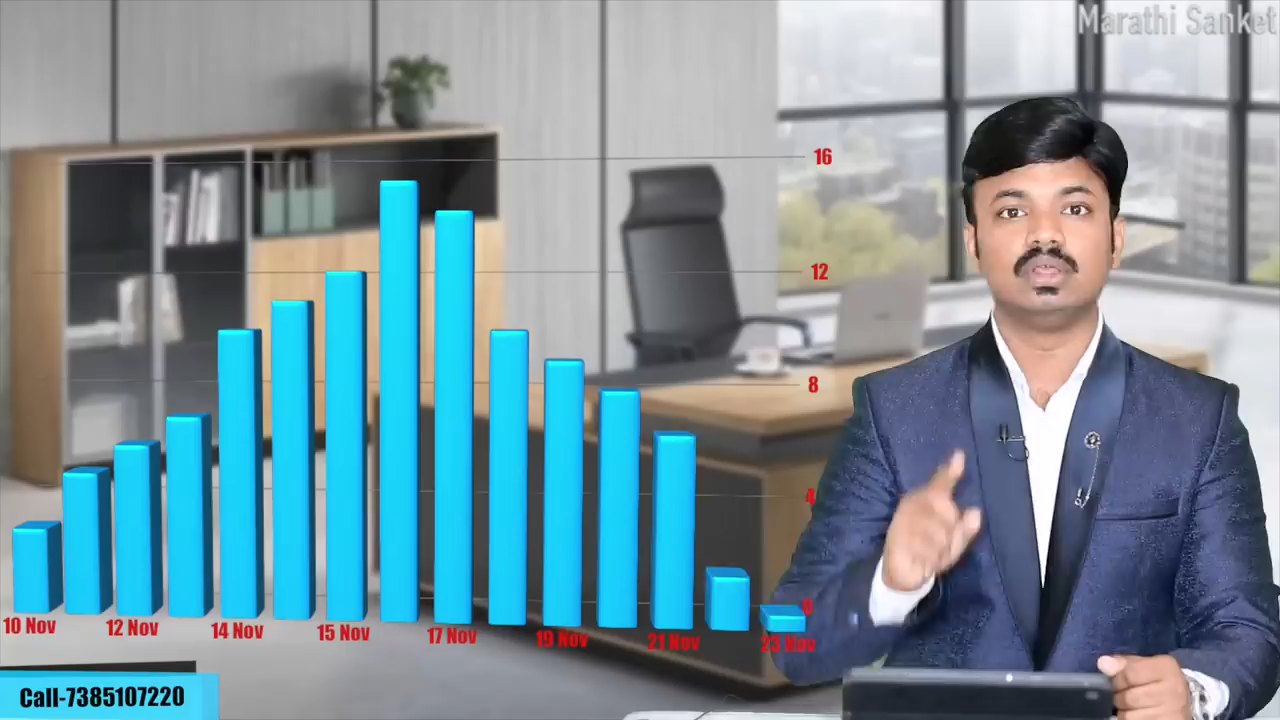 Marathi Sanket
16
12
8
4
0
10 Nov
12 Nov
14 Nov
15 Nov
17 Nov
19 Nov
21 Nov
23 Nov
Call-7385107220